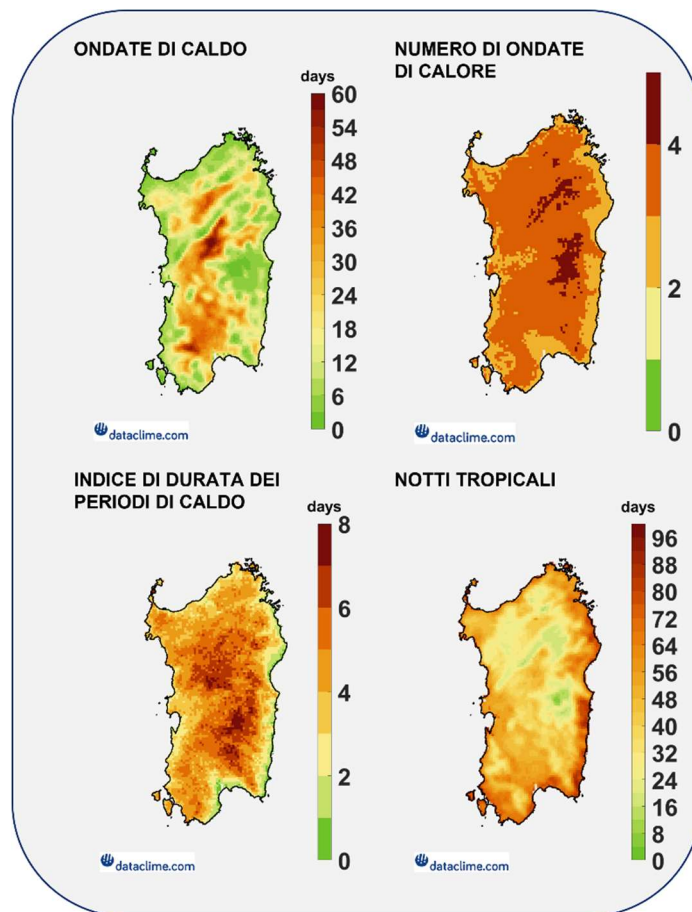 ONDATE DI CALDO
days
60
54
48
42
36
30
24
18
12
6
0
dataclime.com
NUMERO DI ONDATE
DI CALORE
4
2
0
dataclime.com
INDICE DI DURATA DEI
PERIODI DI CALDO
days
8
6
4
2
0
dataclime.com
NOTTI TROPICALI
days
96
88
80
72
64
56
48
40
32
24
16
8
0
dataclime.com